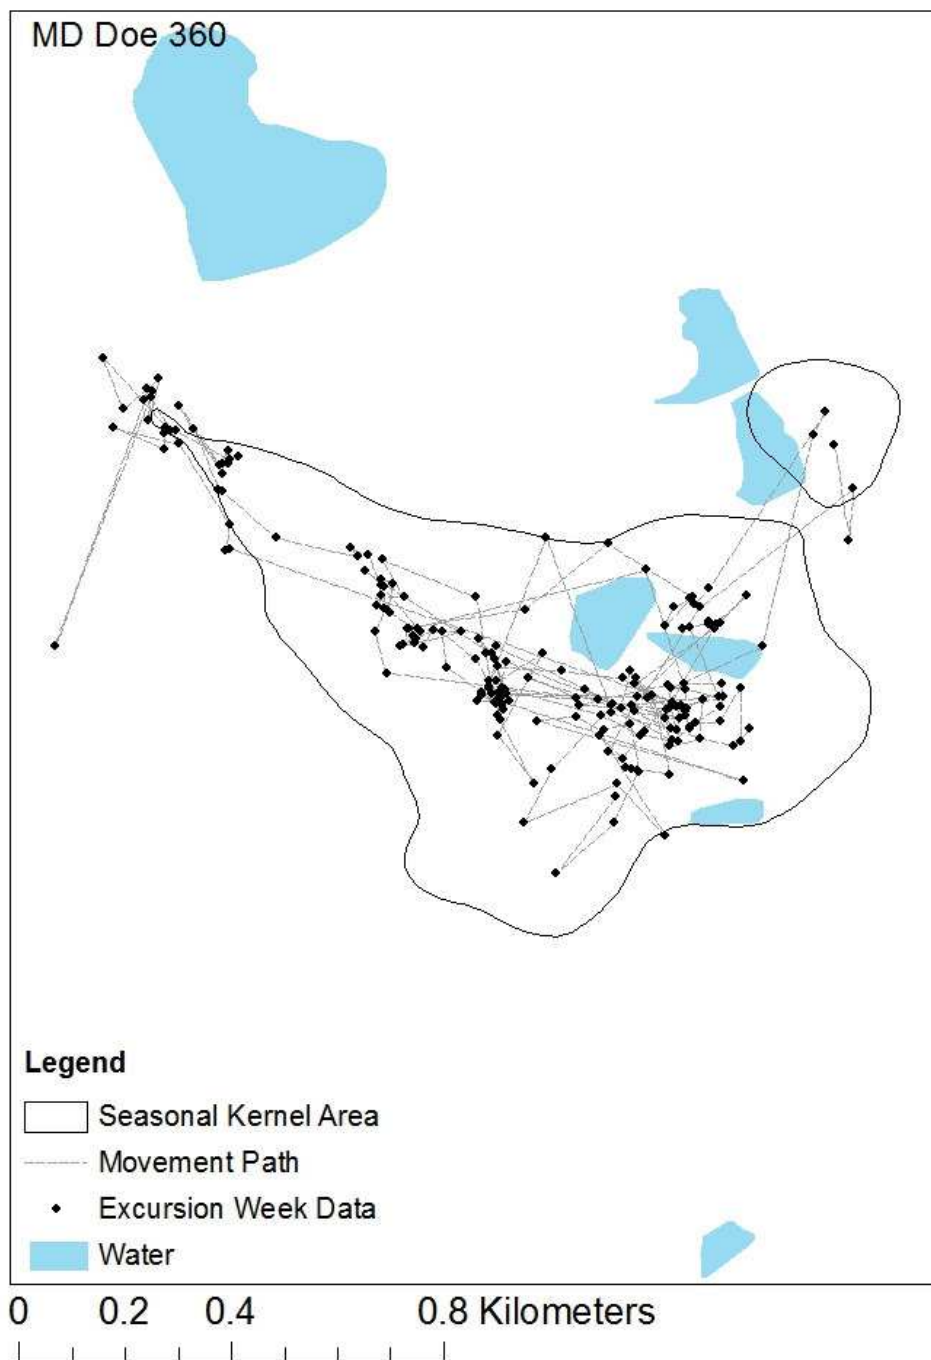 MD Doe 360
Legend
Seasonal Kernel Area
Movement Path
Excursion Week Data
Water
0 0.2 0.4 0.8 Kilometers